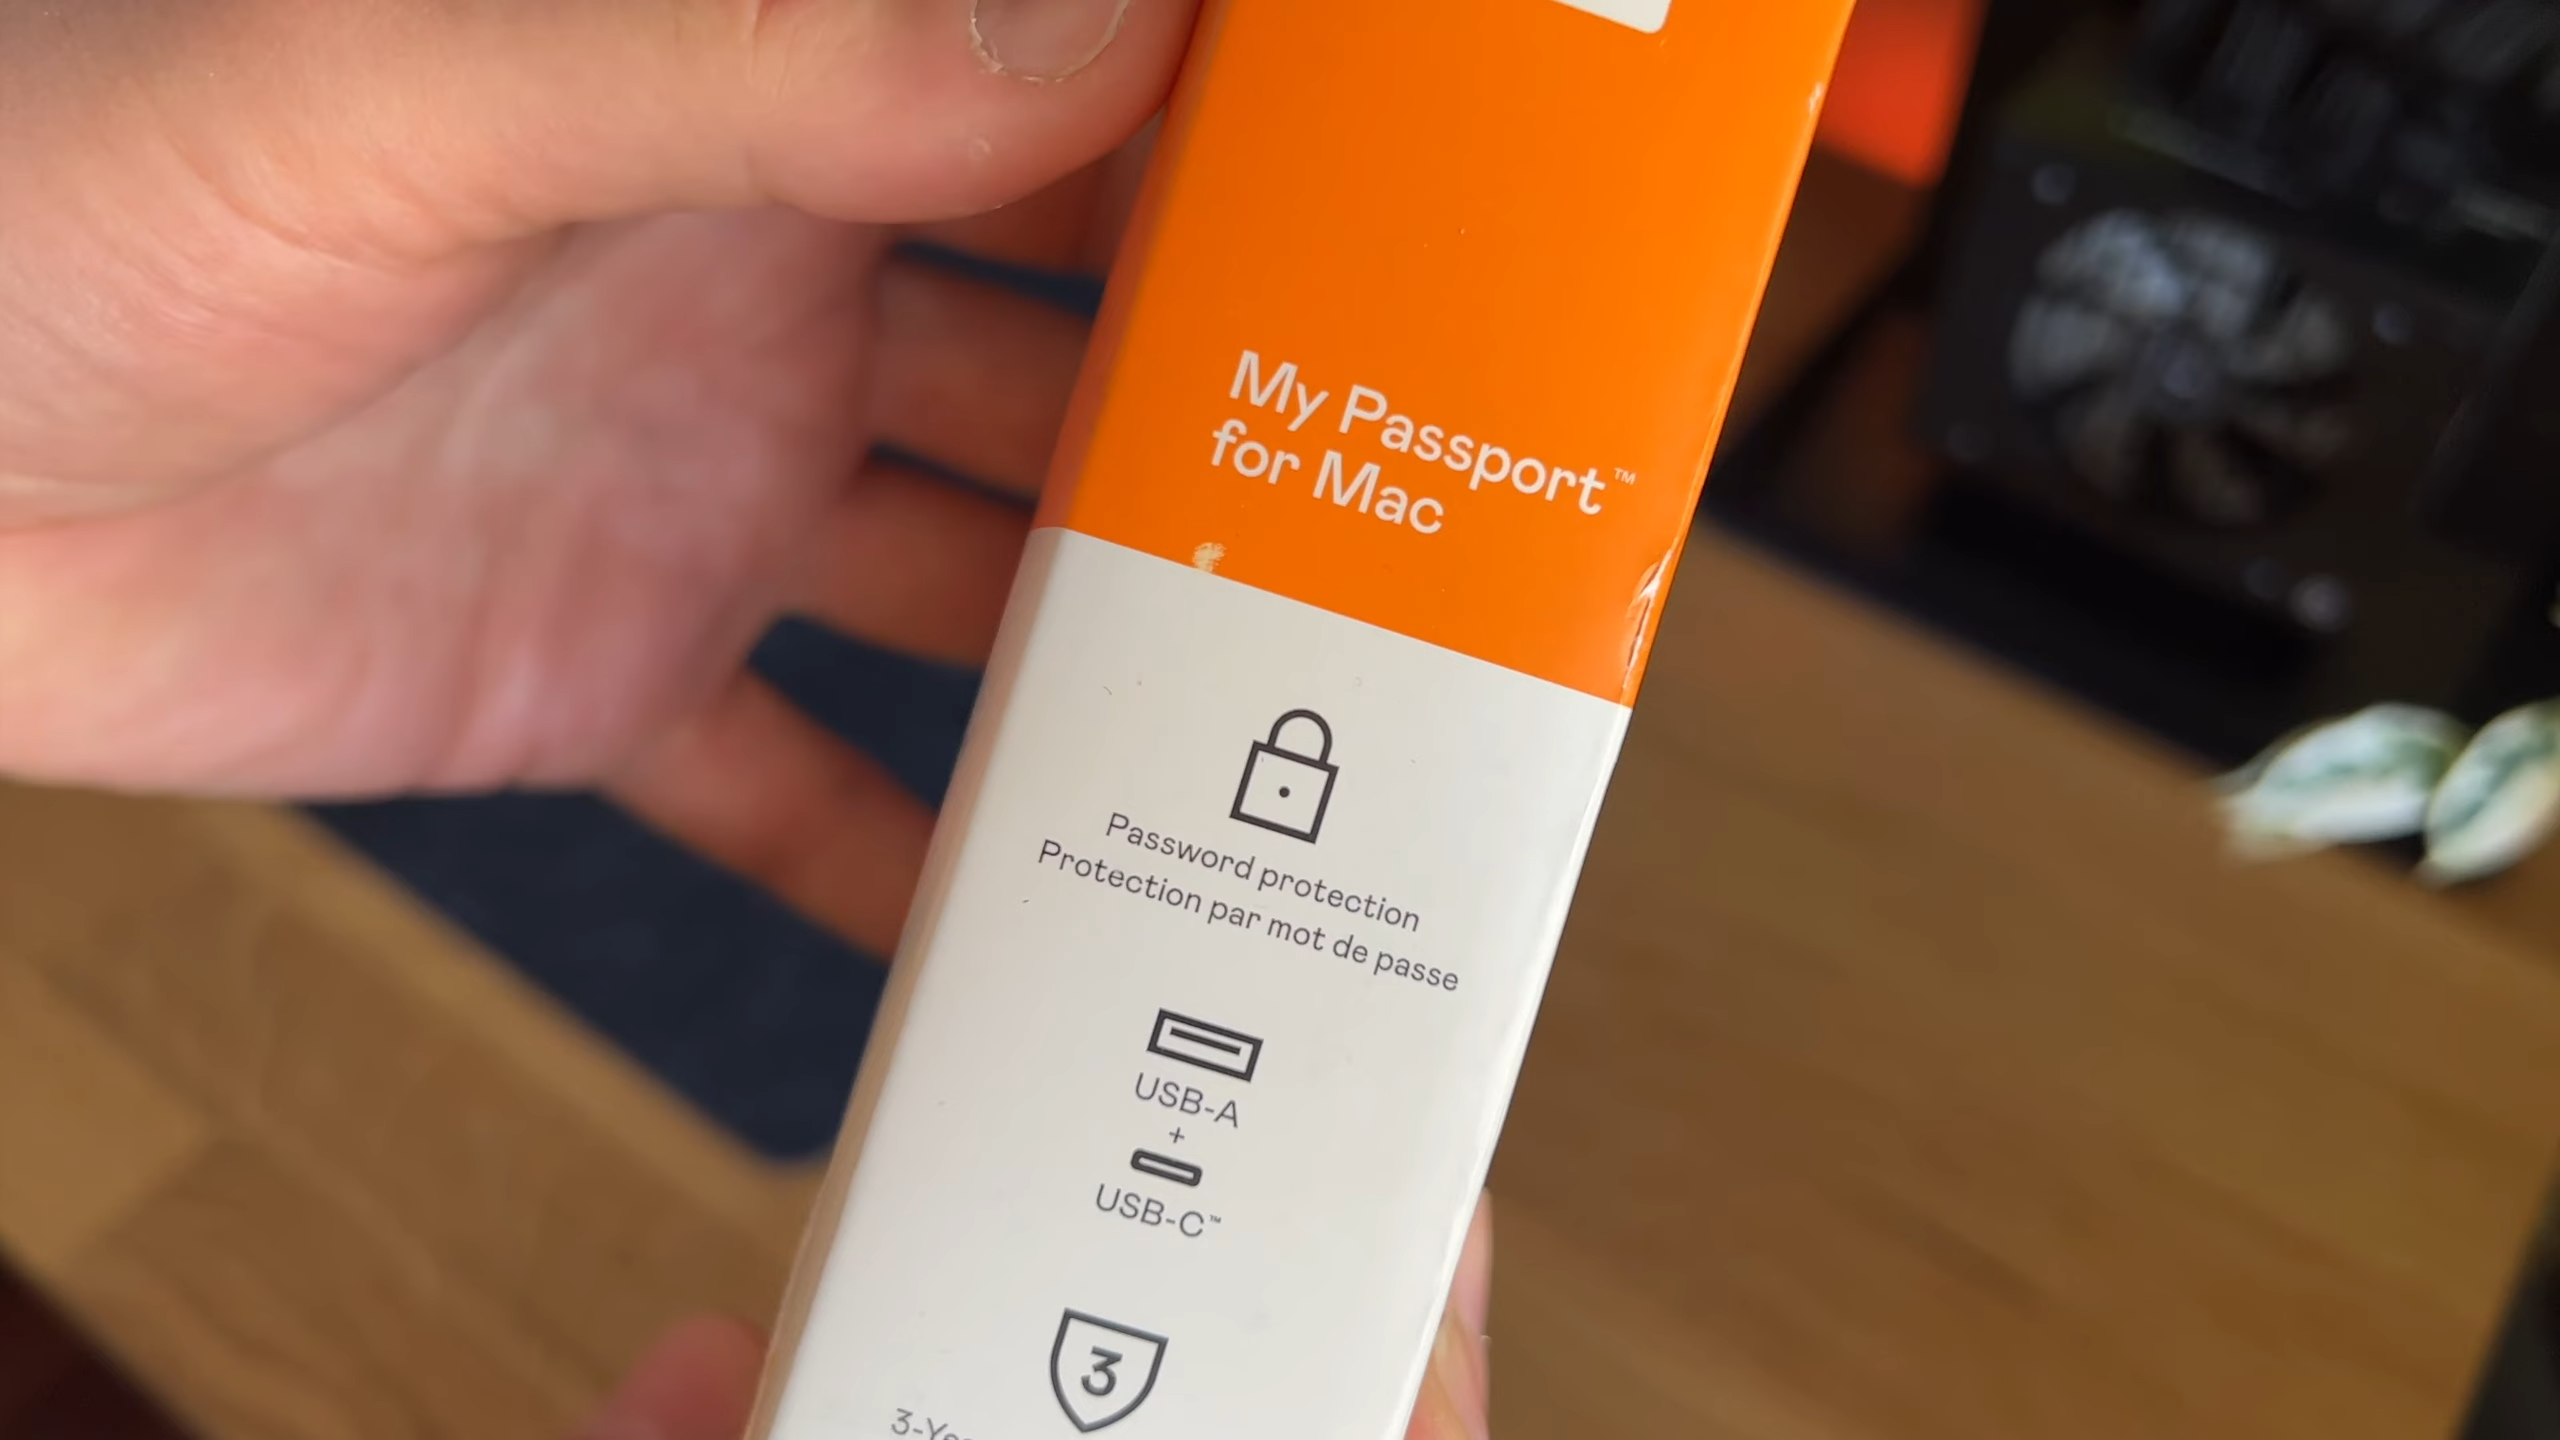 My Passport™
for Mac
Password protection
Protection par mot de passe
USB-A
+
USB-C™
3